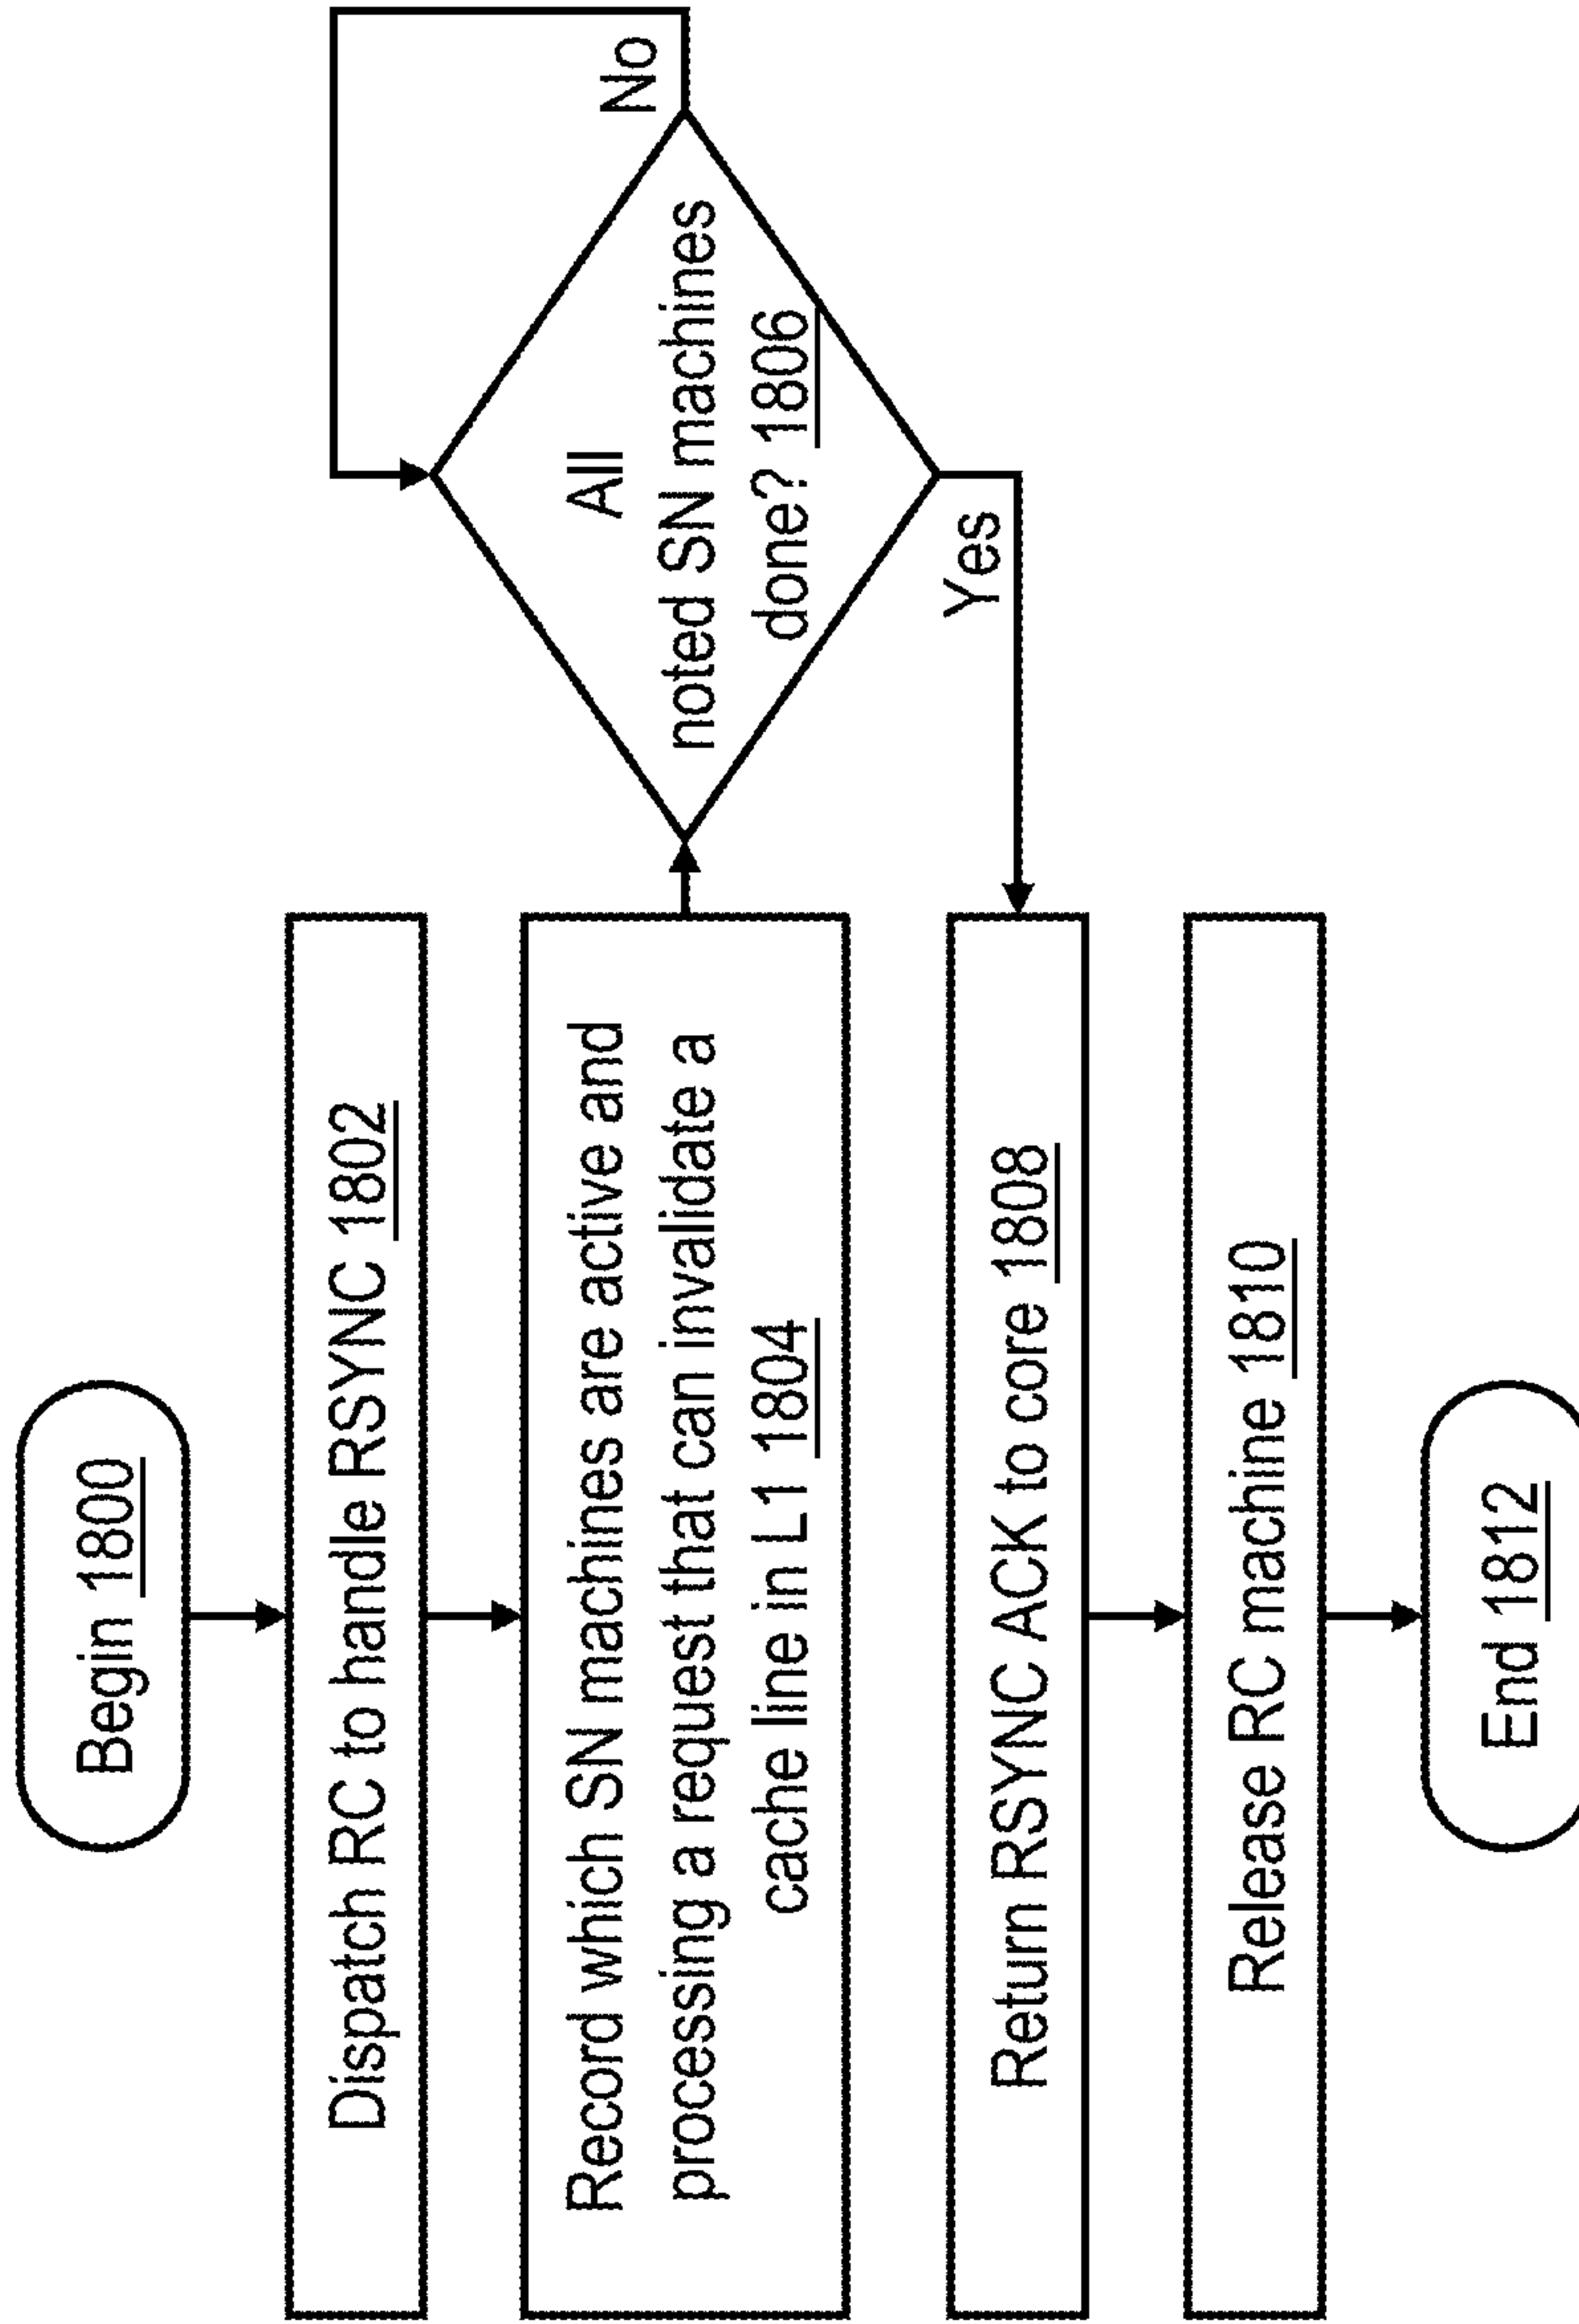 Begin 1800
Dispatch RC to handle RSYNC 1802
Record which SN machines are active and
processing a request that can invalidate a
cache line in L1 1804
All
noted SN machines
done? 1806
No
Yes
Return RSYNC ACK to core 1808
Release RC machine 1810
End 1812